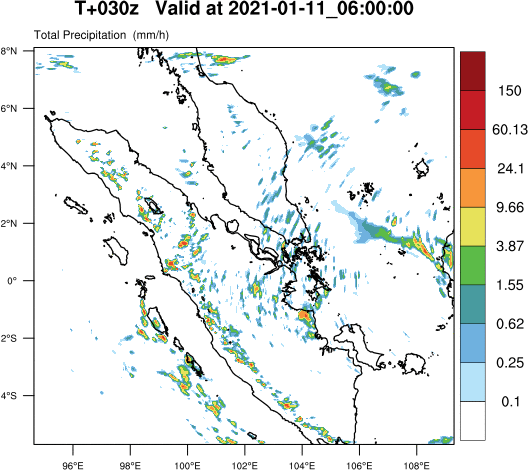 T+030z   Valid at 2021-01-11_06:00:00
Total Precipitation  (mm/h)
8°N
6°N
4°N
2°N
0°
2°S
4°S
96°E 98°E 100°E 102°E 104°E 106°E 108°E
150
60.13
24.1
9.66
3.87
1.55
0.62
0.25
0.1